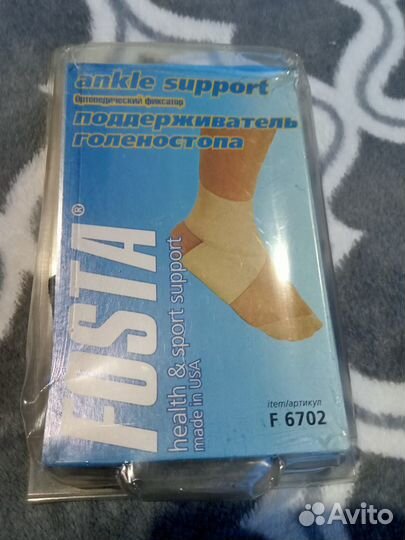 ankle support
Ортопедический фиксатор
поддерживатель
голеностопа
FOSTA®
health & sport support
made in USA
item/артикул
F 6702
Avito